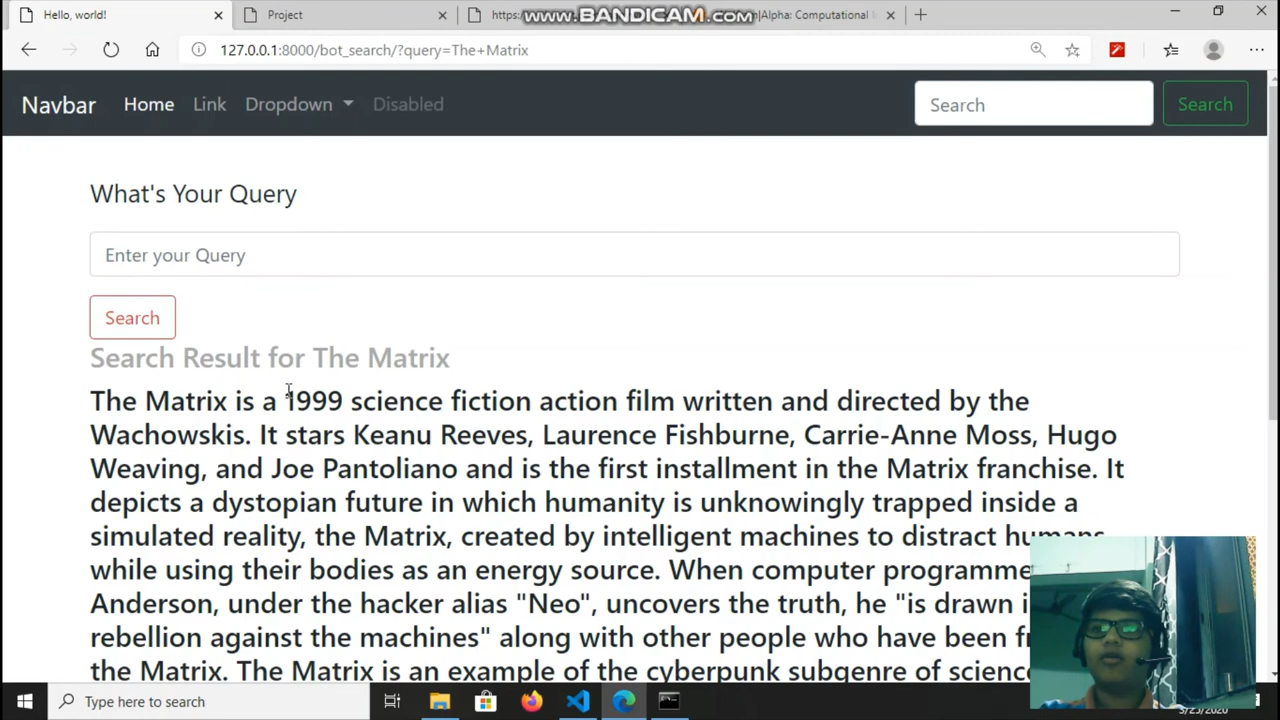 Hello, world!
Project
https:
www.BANDICAM.com
|Alpha: Computational
127.0.0.1:8000/bot_search/?query=The+Matrix
Navbar
Home
Link
Dropdown
Disabled
Search
Search
What's Your Query
Enter your Query
Search
Search Result for The Matrix
The Matrix is a 1999 science fiction action film written and directed by the
Wachowskis. It stars Keanu Reeves, Laurence Fishburne, Carrie-Anne Moss, Hugo
Weaving, and Joe Pantoliano and is the first installment in the Matrix franchise. It
depicts a dystopian future in which humanity is unknowingly trapped inside a
simulated reality, the Matrix, created by intelligent machines to distract humans
while using their bodies as an energy source. When computer programme
Anderson, under the hacker alias "Neo", uncovers the truth, he "is drawn i
rebellion against the machines" along with other people who have been f
the Matrix. The Matrix is an example of the cyberpunk subgenre of scienc
Type here to search